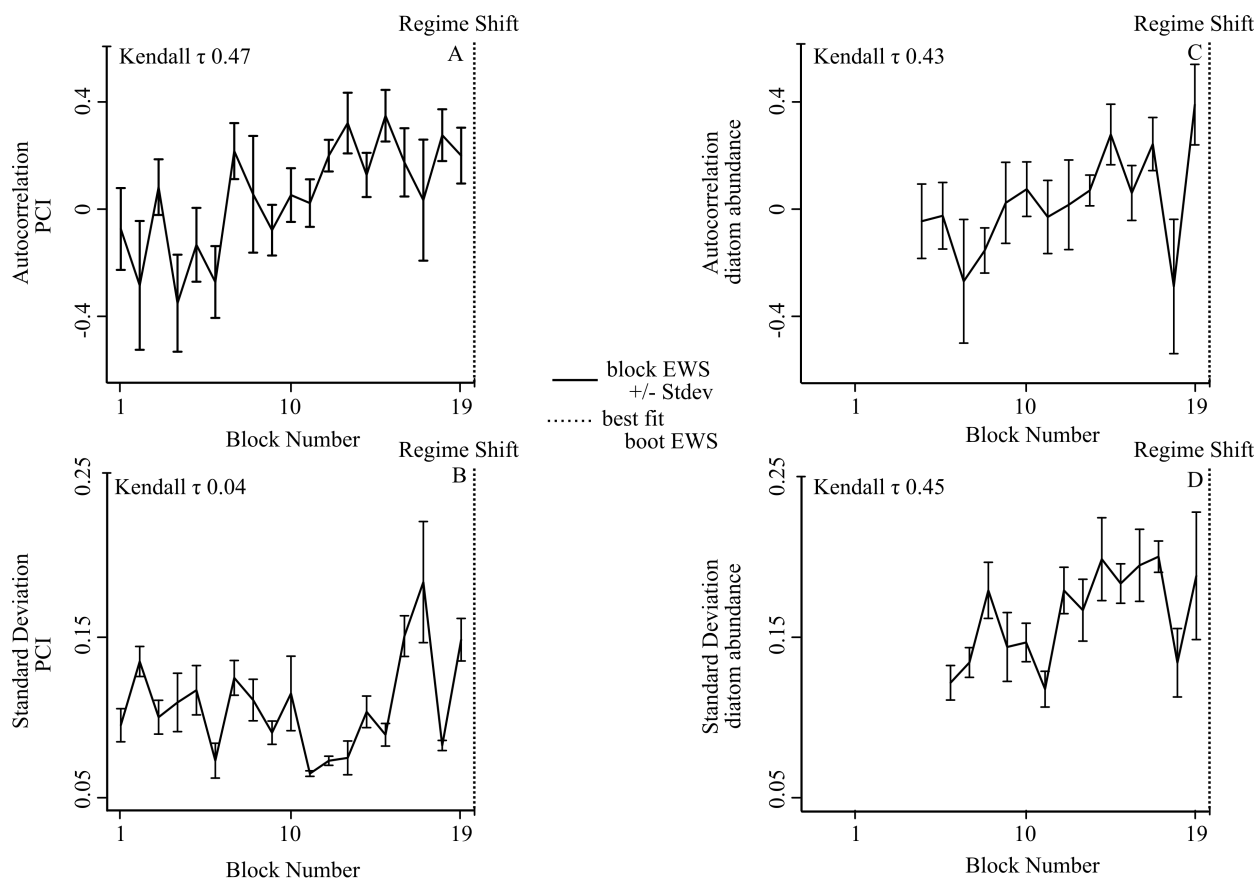 Regime Shift
Kendall τ 0.47
A
0.4
0
-0.4
Autocorrelation
PCI
1
10
19
Block Number
Regime Shift
Kendall τ 0.43
C
0.4
0
-0.4
Autocorrelation
diatom abundance
1
10
19
Block Number
block EWS
+/- Stdev
best fit
boot EWS
Regime Shift
Kendall τ 0.04
B
0.25
0.15
0.05
Standard Deviation
PCI
1
10
19
Block Number
Regime Shift
Kendall τ 0.45
D
0.25
0.15
0.05
Standard Deviation
diatom abundance
1
10
19
Block Number